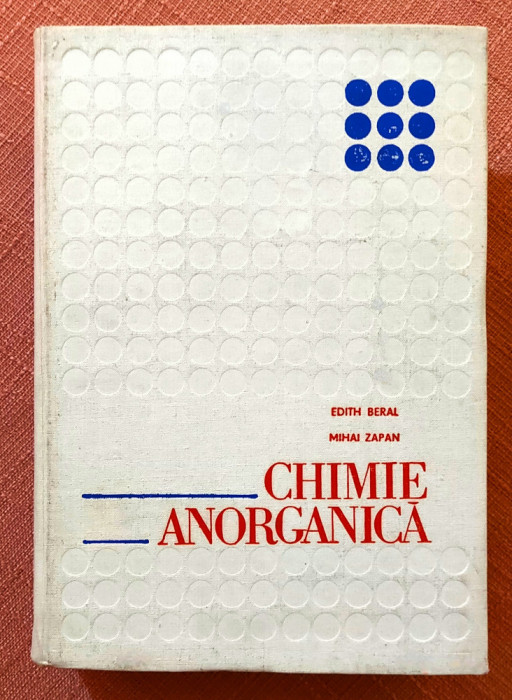 EDITH BERAL
MIHAI ZAPAN
CHIMIE
ANORGANICĂ